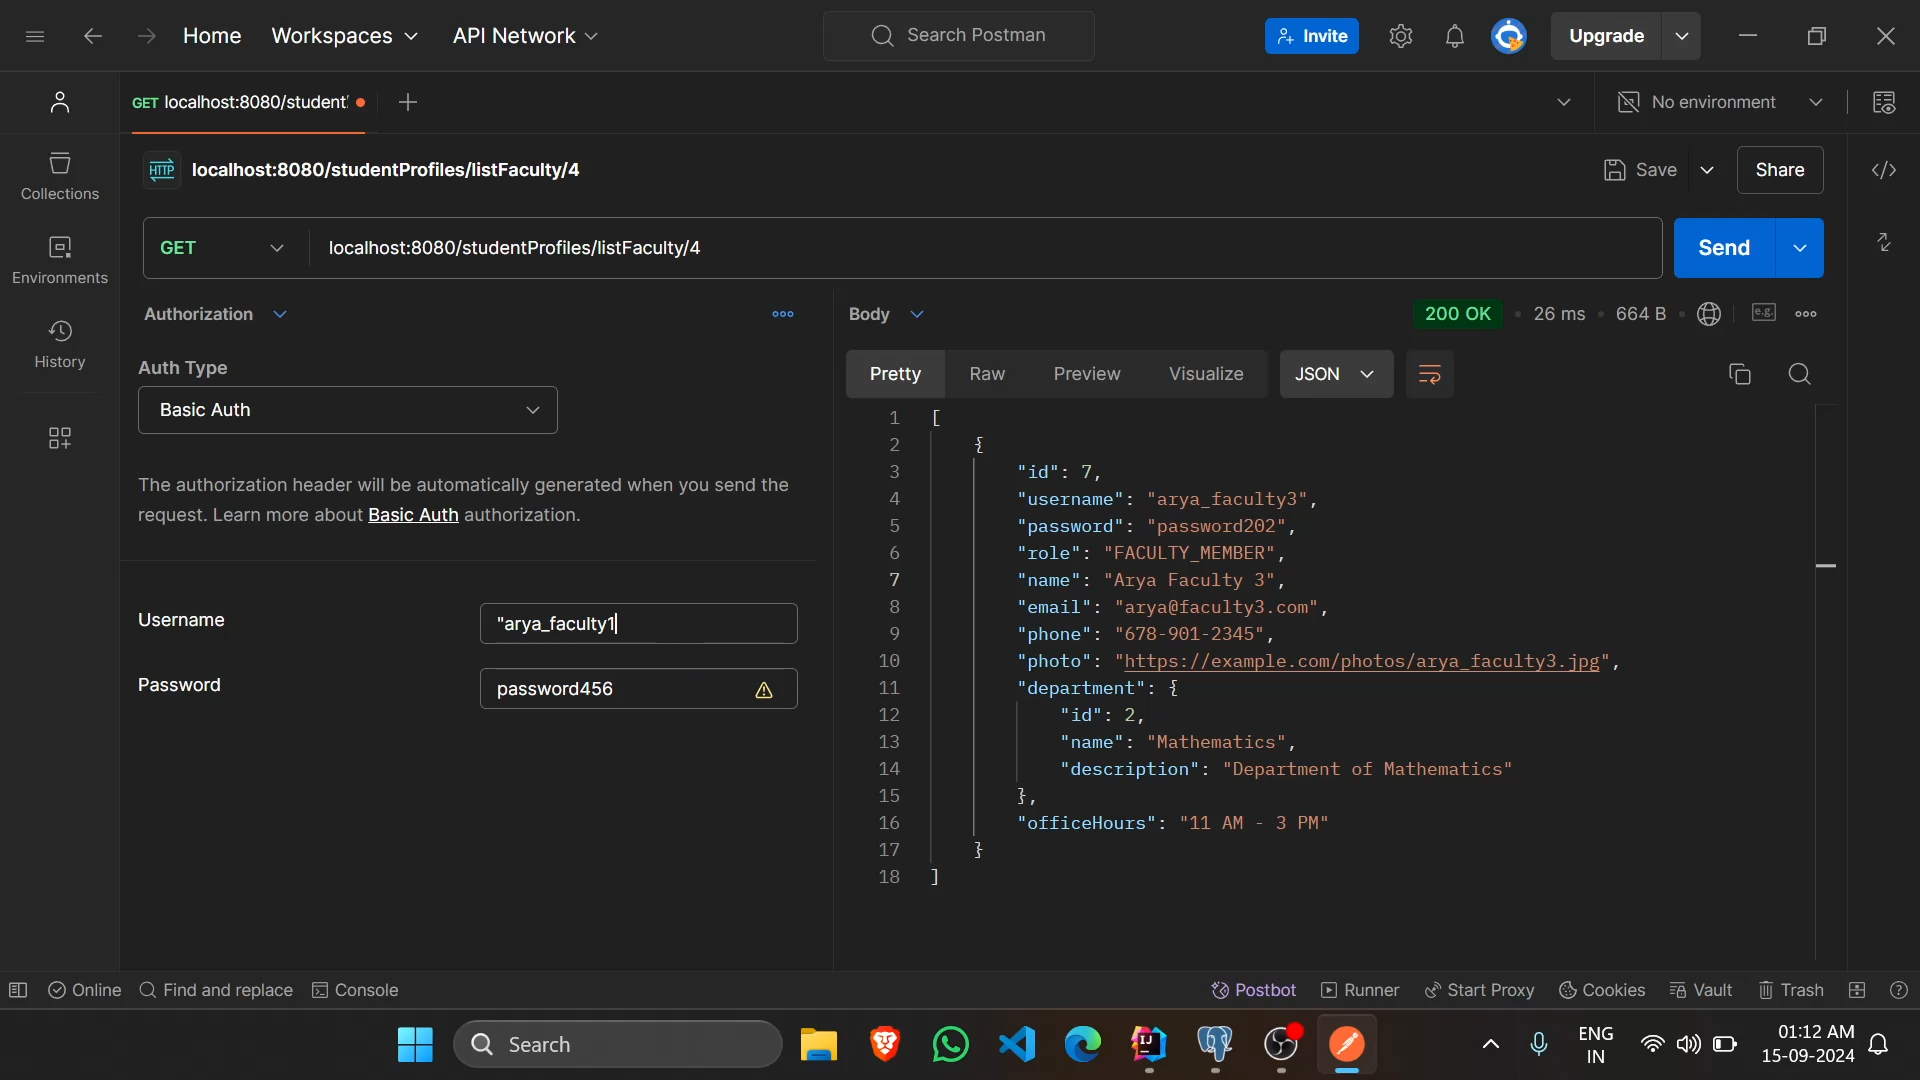 Home Workspaces API Network Search Postman Invite Upgrade
GET localhost:8080/student No environment
HTTP localhost:8080/studentProfiles/listFaculty/4 Save Share
Collections
GET localhost:8080/studentProfiles/listFaculty/4 Send
Environments
Authorization Body 200 OK 26 ms 664 B e.g.
History
Auth Type
Pretty Raw Preview Visualize JSON
Basic Auth
The authorization header will be automatically generated when you send the
request. Learn more about Basic Auth authorization.
Username "arya_faculty1
Password password456
1 [
2 {
3 "id": 7,
4 "username": "arya_faculty3",
5 "password": "password202",
6 "role": "FACULTY_MEMBER",
7 "name": "Arya Faculty 3",
8 "email": "arya@faculty3.com",
9 "phone": "678-901-2345",
10 "photo": "https://example.com/photos/arya_faculty3.jpg",
11 "department": {
12 "id": 2,
13 "name": "Mathematics",
14 "description": "Department of Mathematics"
15 },
16 "officeHours": "11 AM - 3 PM"
17 }
18 ]
Online Find and replace Console Postbot Runner Start Proxy Cookies Vault Trash
Search IJ ENG 01:12 AM
IN 15-09-2024